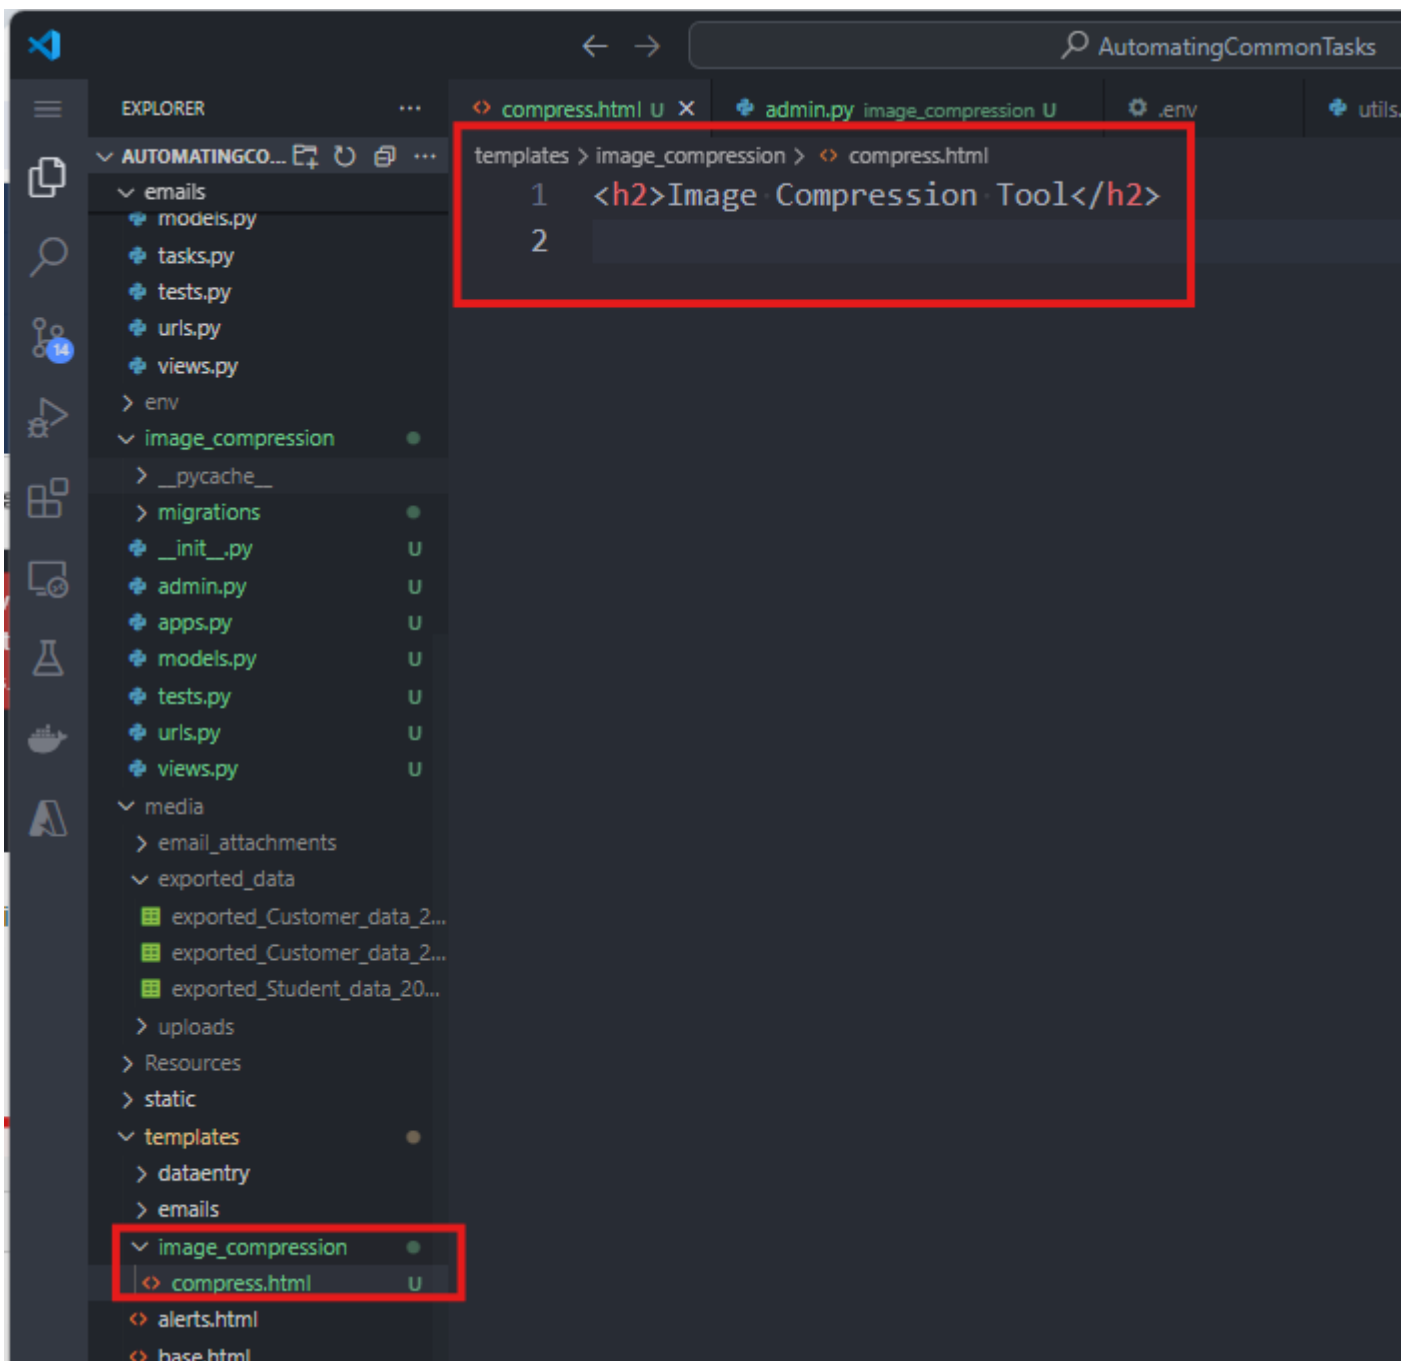 AutomatingCommonTasks
EXPLORER
compress.html U
admin.py image_compression U
.env
utils.
AUTOMATINGCO...
templates > image_compression > compress.html
1 <h2>Image Compression Tool</h2>
2
emails
models.py
tasks.py
tests.py
urls.py
14
views.py
env
image_compression
__pycache__
migrations
__init__.py U
admin.py U
apps.py U
models.py U
tests.py U
urls.py U
views.py U
media
email_attachments
exported_data
exported_Customer_data_2...
exported_Customer_data_2...
exported_Student_data_20...
uploads
Resources
static
templates
dataentry
emails
image_compression
compress.html U
alerts.html
base.html